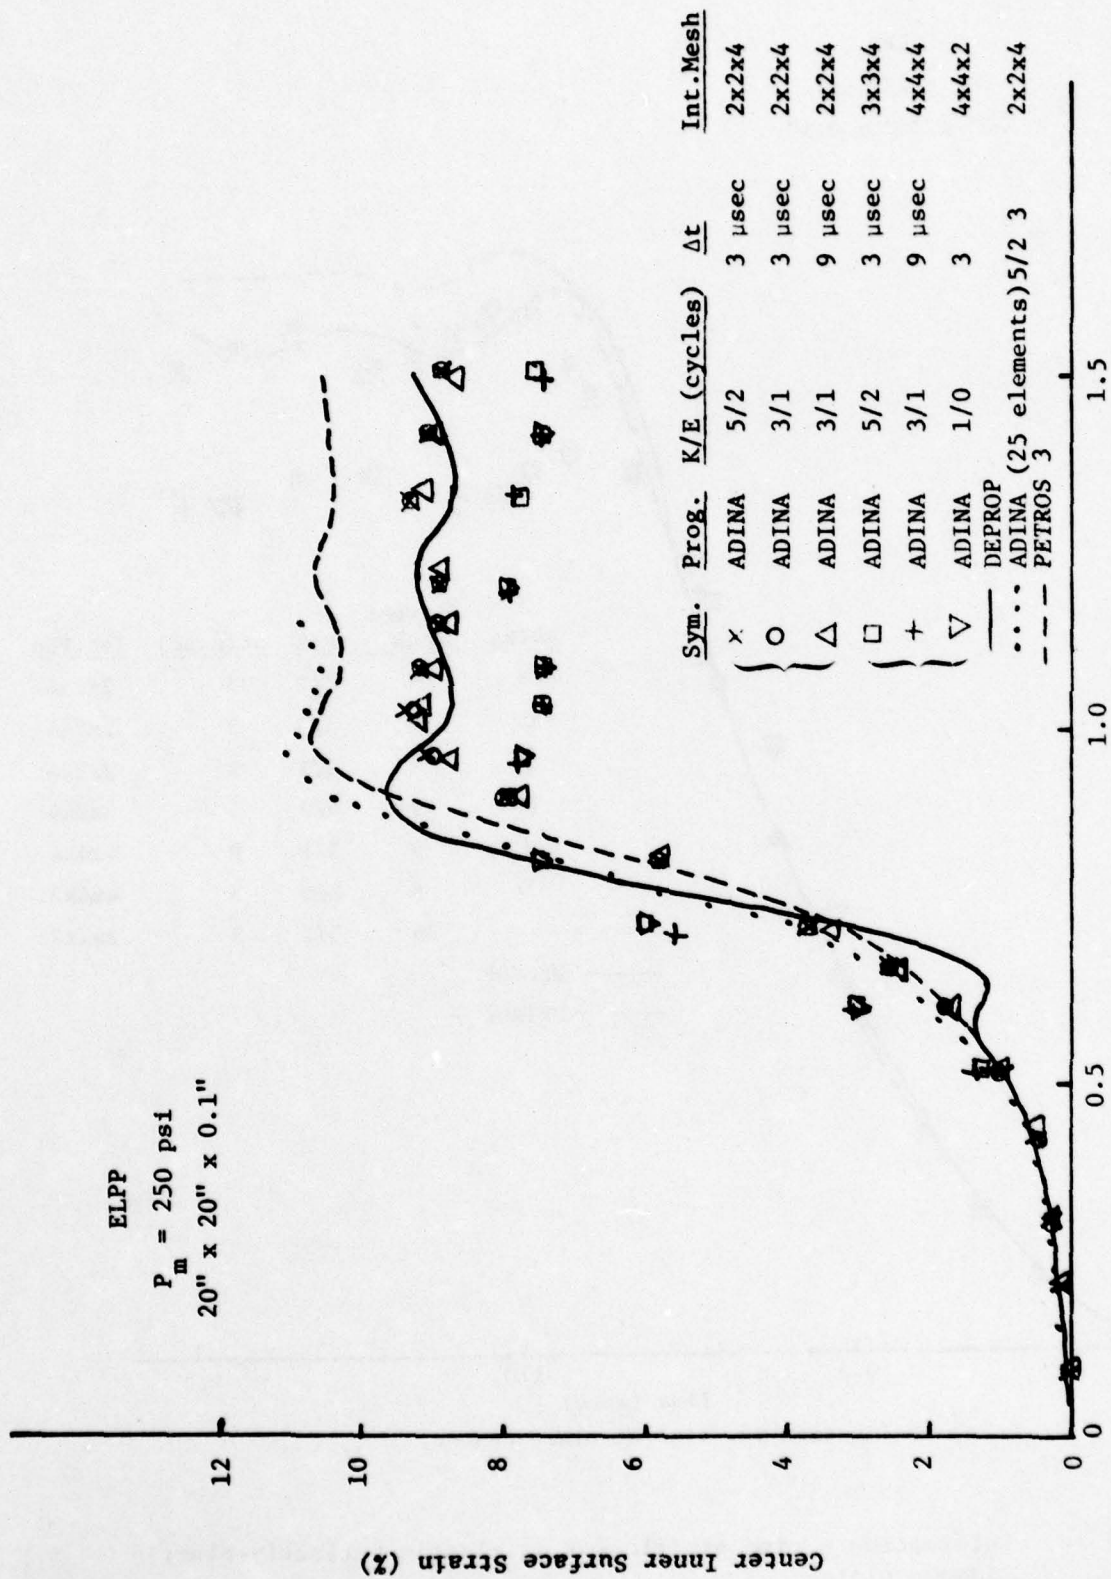 ELPP
P_m = 250 psi
20" x 20" x 0.1"
Center Inner Surface Strain (%)
12
10
8
6
4
2
0
0
0.5
1.0
1.5
Sym. Prog. K/E (cycles) Δt Int.Mesh
x ADINA 5/2 3 μsec 2x2x4
o ADINA 3/1 3 μsec 2x2x4
△ ADINA 3/1 9 μsec 2x2x4
□ ADINA 5/2 3 μsec 3x3x4
+ ADINA 3/1 9 μsec 4x4x4
▽ ADINA 1/0 3 4x4x2
DEPROP
ADINA (25 elements)5/2 3 2x2x4
PETROS 3